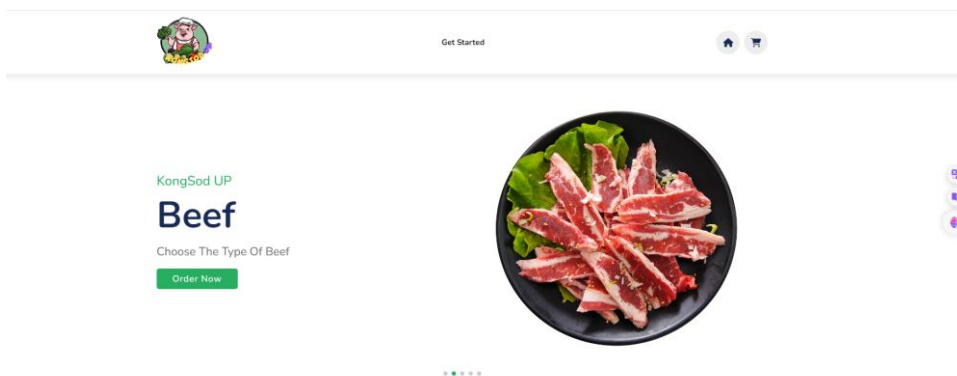 Get Started
KongSod UP
Beef
Choose The Type Of Beef
Order Now